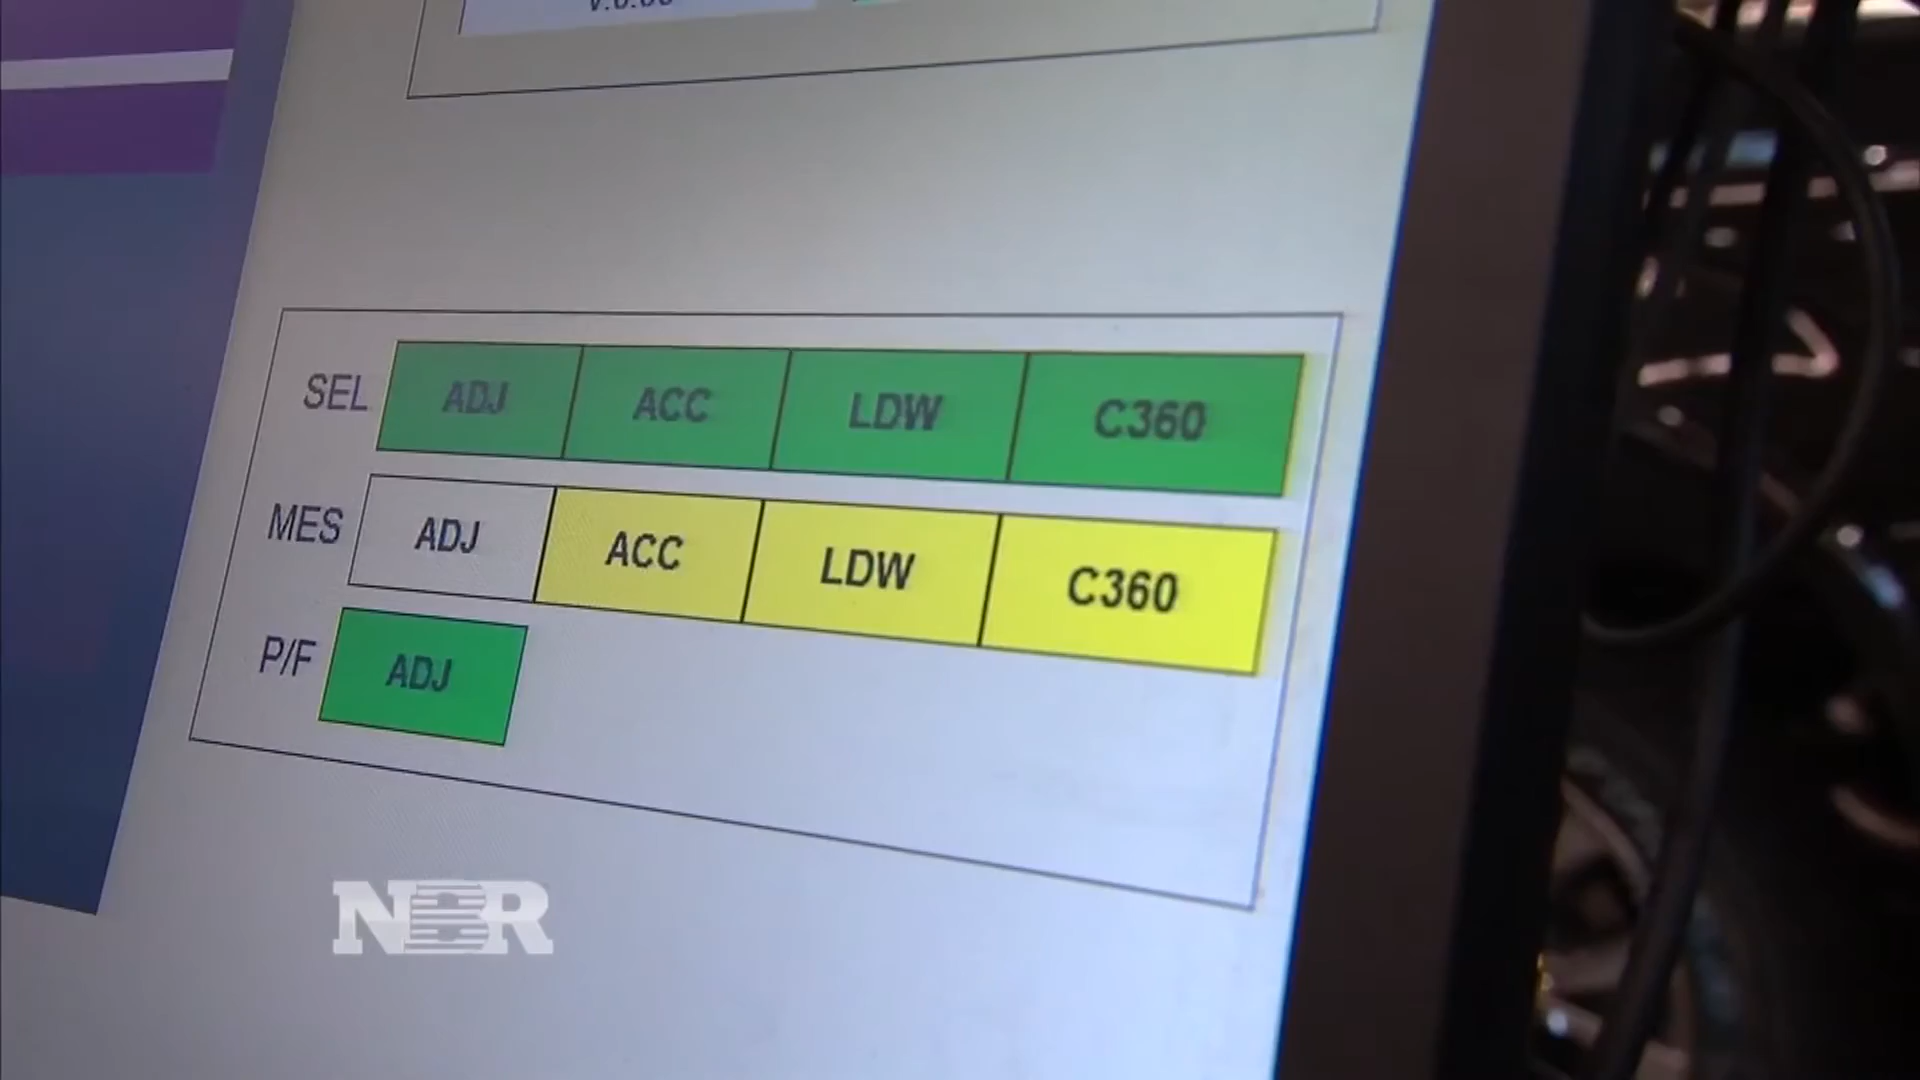 SEL ADJ ACC LDW C360
MES ADJ ACC LDW C360
P/F ADJ
NBR